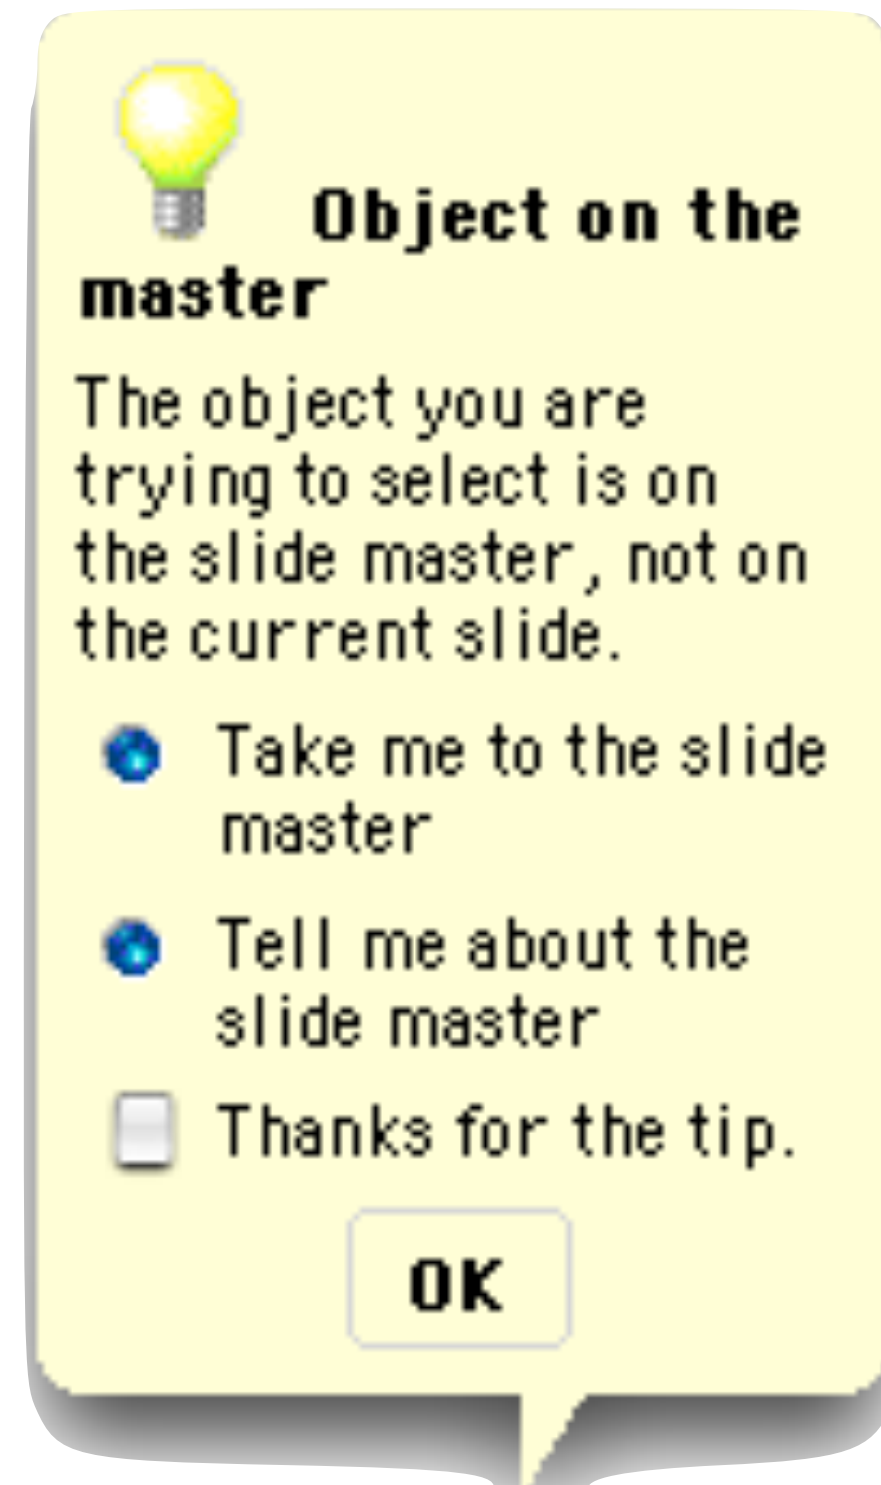 Object on the
master
The object you are
trying to select is on
the slide master, not on
the current slide.
Take me to the slide
master
Tell me about the
slide master
Thanks for the tip.
OK